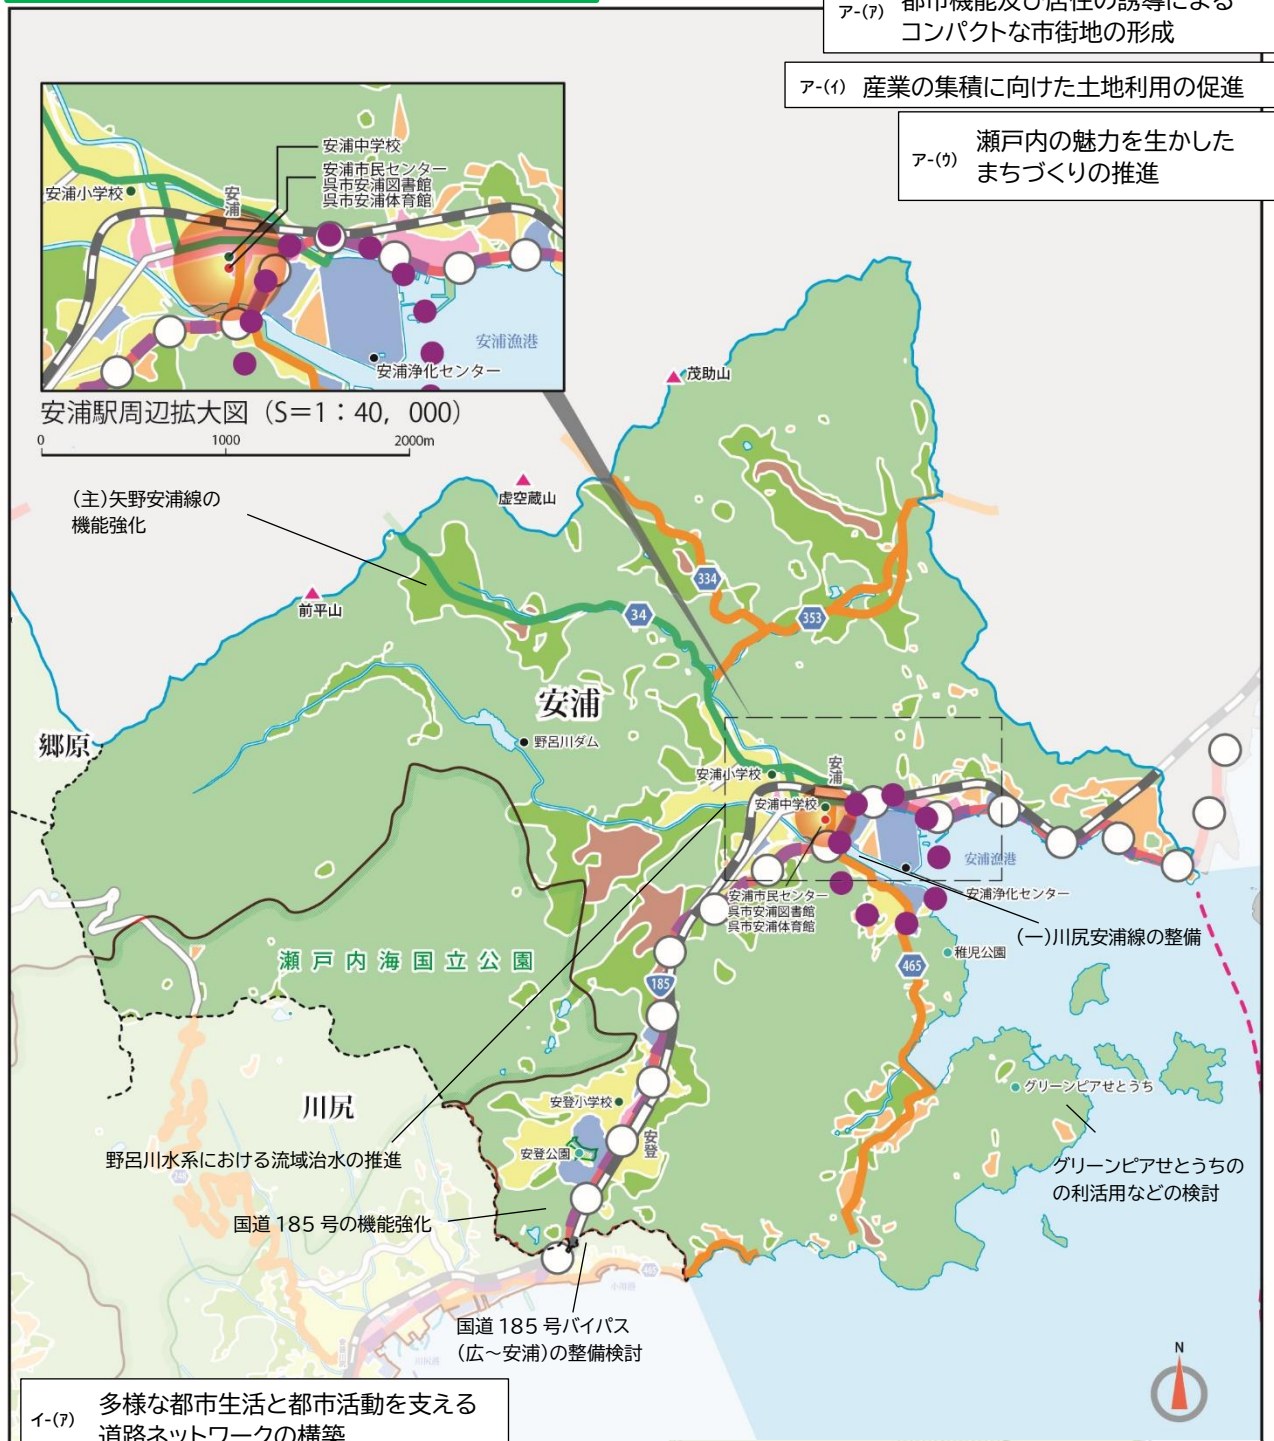 ア-(ｱ) 都市機能及び居住の誘導による
コンパクトな市街地の形成
ア-(ｲ) 産業の集積に向けた土地利用の促進
ア-(ｳ) 瀬戸内の魅力を生かした
まちづくりの推進
安浦中学校
安浦市民センター
呉市安浦図書館
呉市安浦体育館
安浦小学校
安浦
安浦漁港
安浦浄化センター
安浦駅周辺拡大図（S＝1：40，000）
0 1000 2000m
茂助山
虚空蔵山
(主)矢野安浦線の
機能強化
前平山
334
353
34
安浦
郷原
野呂川ダム
安浦小学校
安浦
安浦中学校
安浦漁港
安浦市民センター
呉市安浦図書館
呉市安浦体育館
安浦浄化センター
(一)川尻安浦線の整備
稚児公園
瀬戸内海国立公園
465
185
グリーンピアせとうち
川尻
安登小学校
安登
安登公園
野呂川水系における流域治水の推進
グリーンピアせとうちの
の利活用などの検討
国道185号の機能強化
465
国道185号バイパス
(広～安浦)の整備検討
N
イ-(ｱ) 多様な都市生活と都市活動を支える
道路ネットワークの構築